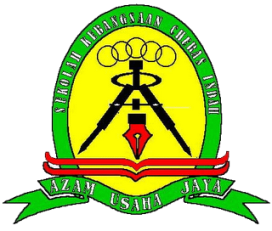 SEKOLAH KEBANGSAAN CHERAS INDAH
AZAM USAHA JAYA